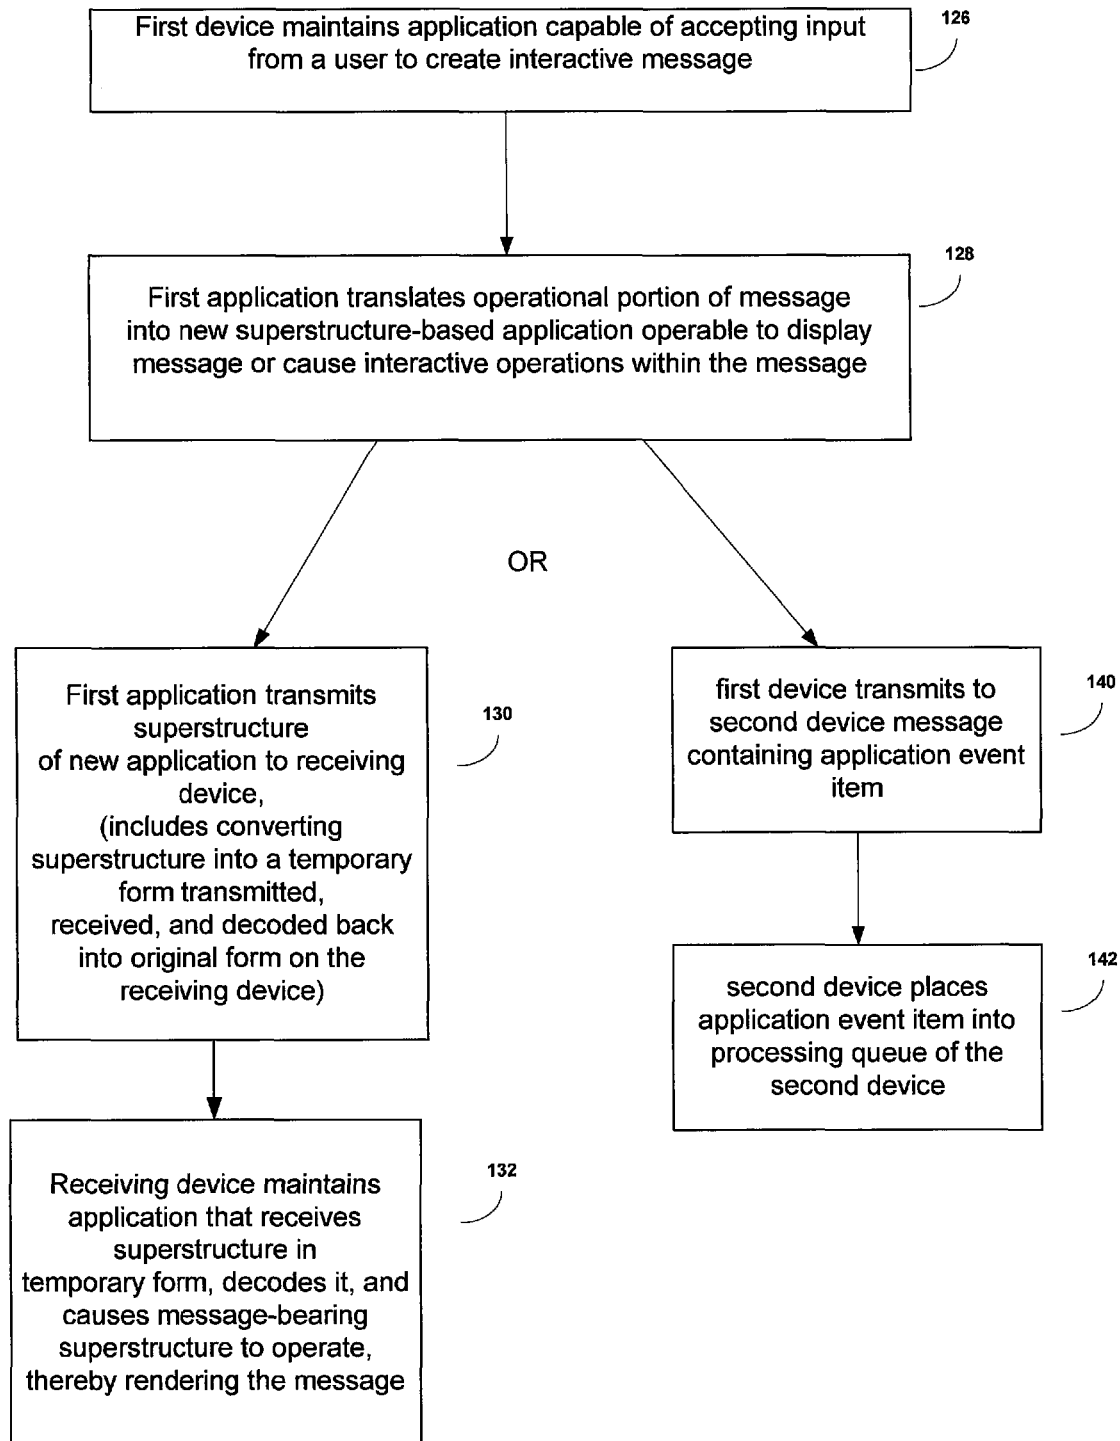 First device maintains application capable of accepting input
from a user to create interactive message
126
First application translates operational portion of message
into new superstructure-based application operable to display
message or cause interactive operations within the message
128
OR
First application transmits
superstructure
of new application to receiving
device,
(includes converting
superstructure into a temporary
form transmitted,
received, and decoded back
into original form on the
receiving device)
130
first device transmits to
second device message
containing application event
item
140
second device places
application event item into
processing queue of the
second device
142
Receiving device maintains
application that receives
superstructure in
temporary form, decodes it, and
causes message-bearing
superstructure to operate,
thereby rendering the message
132